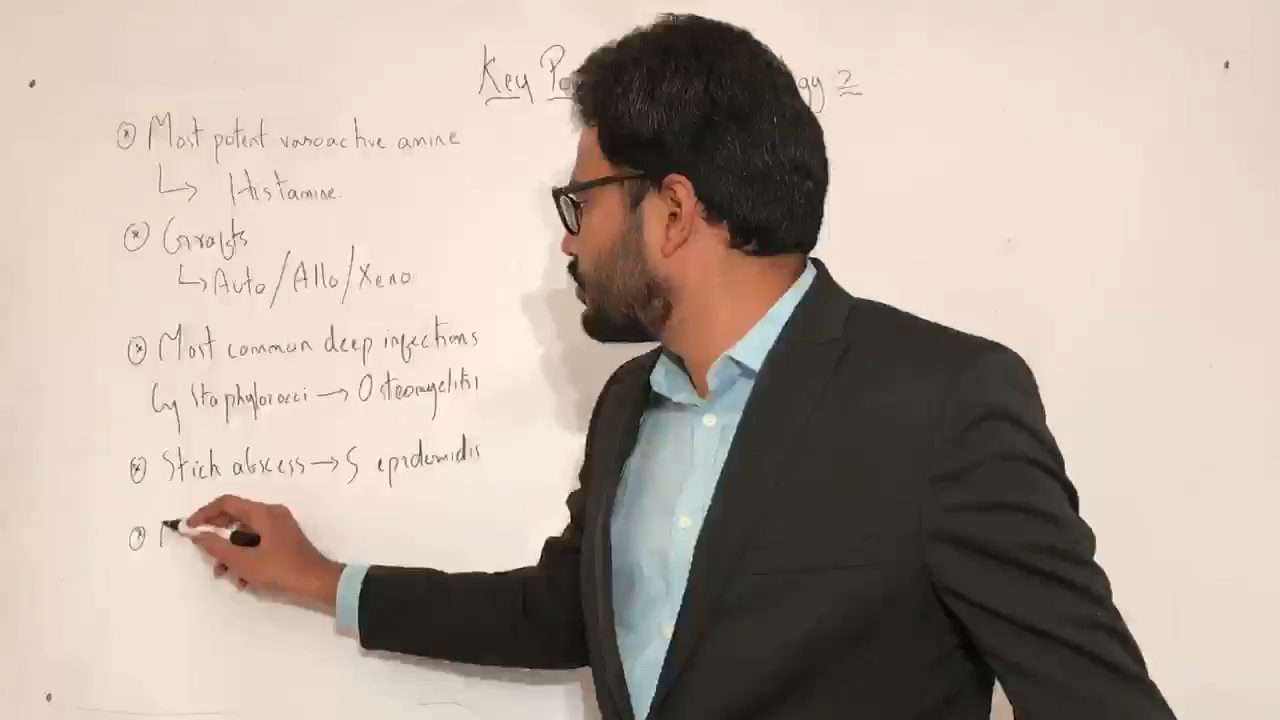 Key Po gy 2
⊛ Most potent vasoactive amine
↳ Histamine.
⊛ Grafts
↳ Auto/Allo/Xeno
⊛ Most common deep infections
by Staphylococci → Osteomyelitis
⊛ Stich abscess → S epidemidis
⊛